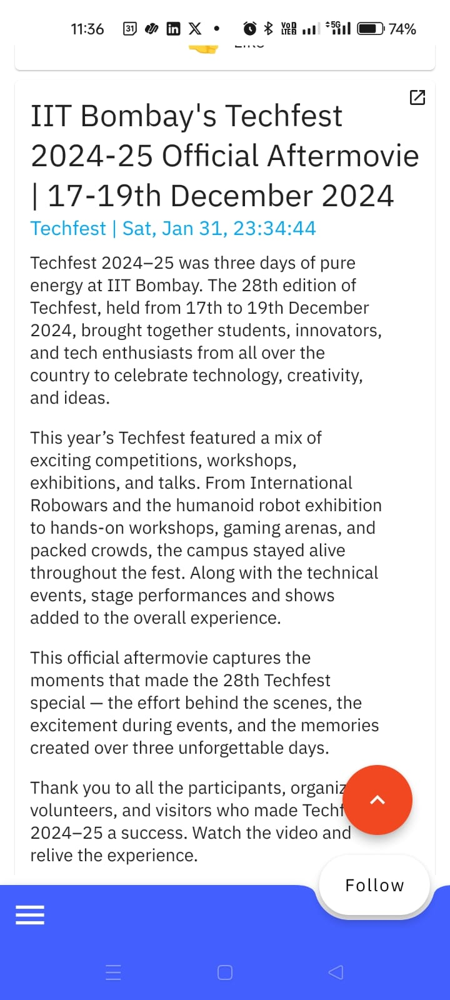 11:36
31
in
X
VoD
LTE2
5G
74%
IIT Bombay's Techfest
2024-25 Official Aftermovie
| 17-19th December 2024
Techfest | Sat, Jan 31, 23:34:44
Techfest 2024–25 was three days of pure
energy at IIT Bombay. The 28th edition of
Techfest, held from 17th to 19th December
2024, brought together students, innovators,
and tech enthusiasts from all over the
country to celebrate technology, creativity,
and ideas.
This year’s Techfest featured a mix of
exciting competitions, workshops,
exhibitions, and talks. From International
Robowars and the humanoid robot exhibition
to hands-on workshops, gaming arenas, and
packed crowds, the campus stayed alive
throughout the fest. Along with the technical
events, stage performances and shows
added to the overall experience.
This official aftermovie captures the
moments that made the 28th Techfest
special — the effort behind the scenes, the
excitement during events, and the memories
created over three unforgettable days.
Thank you to all the participants, organiz
volunteers, and visitors who made Techf
2024–25 a success. Watch the video and
relive the experience.
Follow